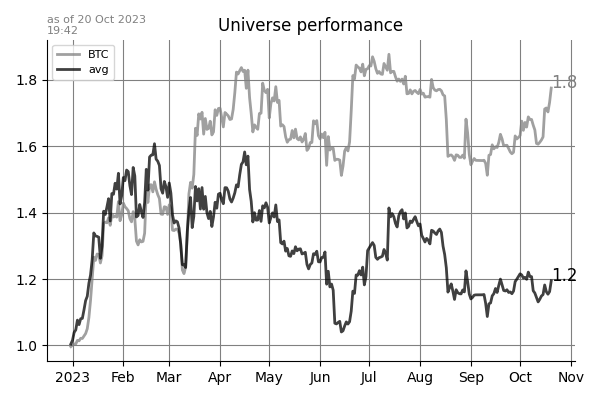 as of 20 Oct 2023
19:42
Universe performance
BTC
avg
1.8
1.6
1.4
1.2
1.0
1.8
1.2
2023 Feb Mar Apr May Jun Jul Aug Sep Oct Nov